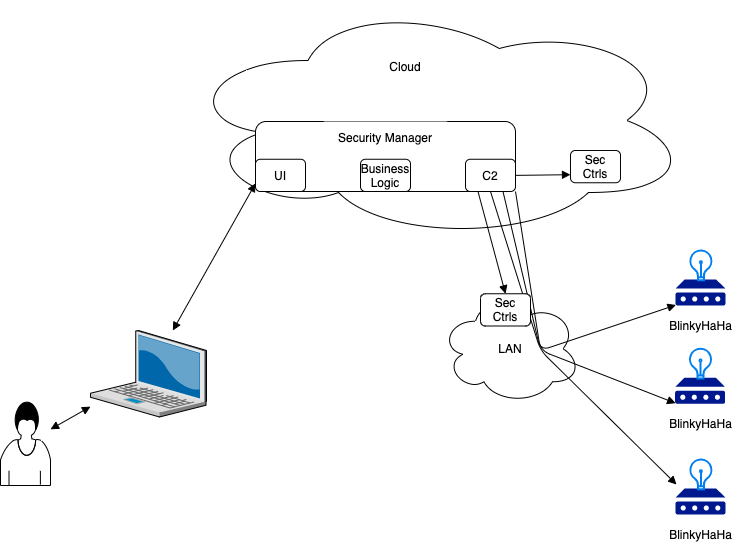 Cloud
Security Manager
UI
Business
Logic
C2
Sec
Ctrls
Sec
Ctrls
LAN
BlinkyHaHa
BlinkyHaHa
BlinkyHaHa